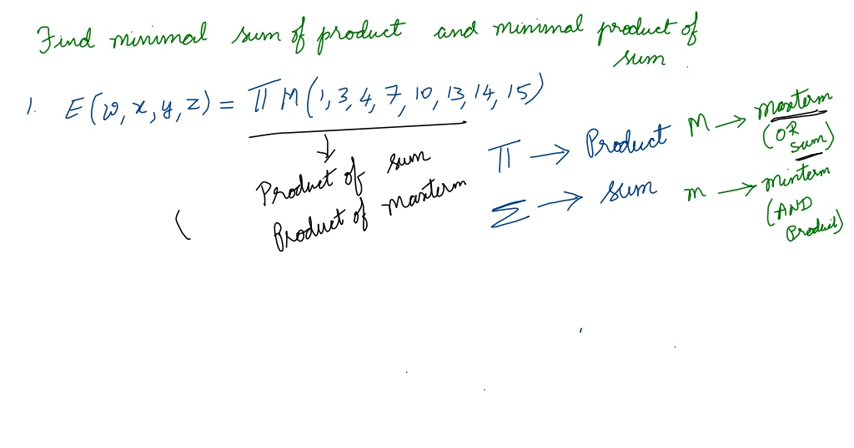 Find minimal sum of product and minimal product of
sum.
1. E(w, x, y, z) = Π M(1, 3, 4, 7, 10, 13, 14, 15)
Product of sum
Product of Maxterm
(
Π → Product
Σ → sum
M → Maxterm
(OR
Sum)
m → minterm
(AND
Product)